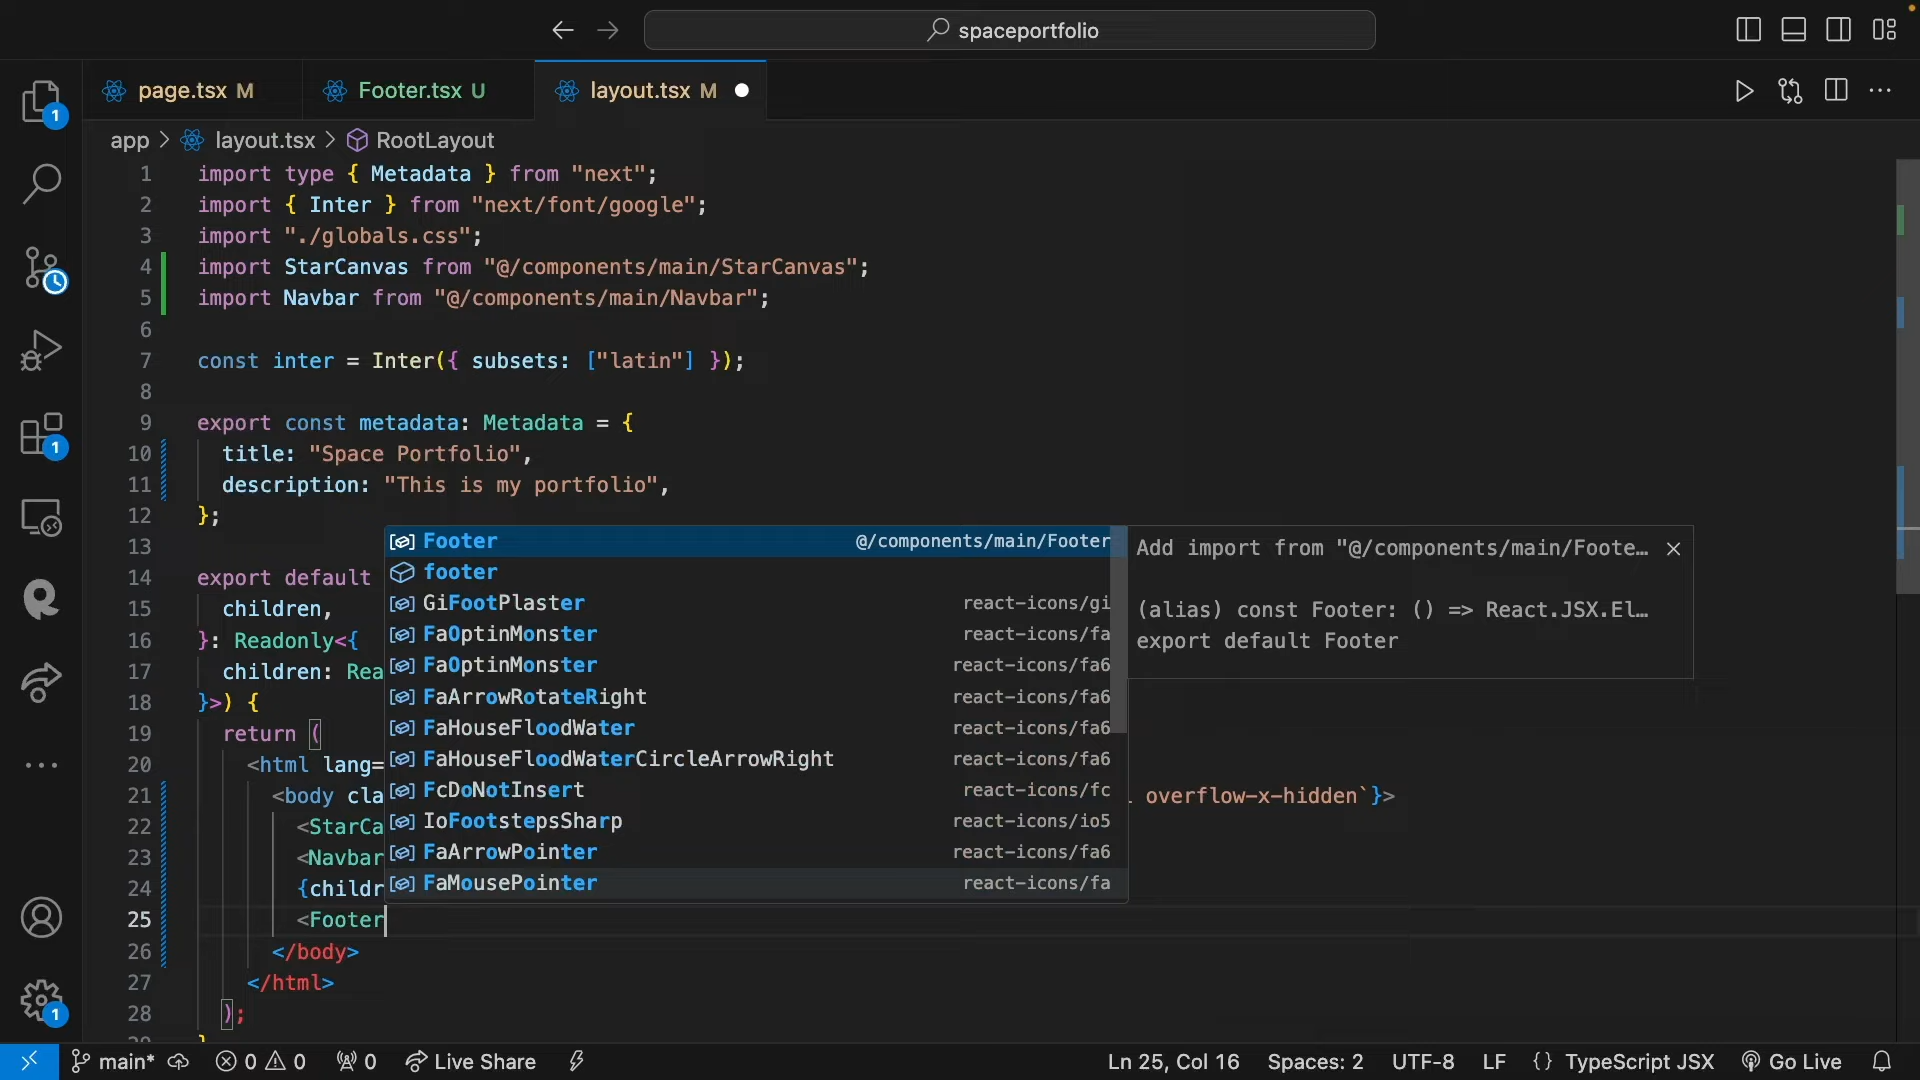 spaceportfolio
page.tsx M
Footer.tsx U
layout.tsx M
app > layout.tsx > RootLayout
1 import type { Metadata } from "next";
2 import { Inter } from "next/font/google";
3 import "./globals.css";
4 import StarCanvas from "@/components/main/StarCanvas";
5 import Navbar from "@/components/main/Navbar";
6
7 const inter = Inter({ subsets: ["latin"] });
8
9 export const metadata: Metadata = {
10 title: "Space Portfolio",
11 description: "This is my portfolio",
12 };
13
14 export default
15 children,
16 }: Readonly<{
17 children: Rea
18 }>) {
19 return (
20 <html lang=
21 <body cla overflow-x-hidden`}>
22 <StarCa
23 <Navbar
24 {childr
25 <Footer
26 </body>
27 </html>
28 );
Footer @/components/main/Footer
footer
GiFootPlaster react-icons/gi
FaOptinMonster react-icons/fa
FaOptinMonster react-icons/fa6
FaArrowRotateRight react-icons/fa6
FaHouseFloodWater react-icons/fa6
FaHouseFloodWaterCircleArrowRight react-icons/fa6
FcDoNotInsert react-icons/fc
IoFootstepsSharp react-icons/io5
FaArrowPointer react-icons/fa6
FaMousePointer react-icons/fa
Add import from "@/components/main/Foote…
(alias) const Footer: () => React.JSX.El…
export default Footer
1
1
1
main* 0 0 0 Live Share Ln 25, Col 16 Spaces: 2 UTF-8 LF {} TypeScript JSX Go Live